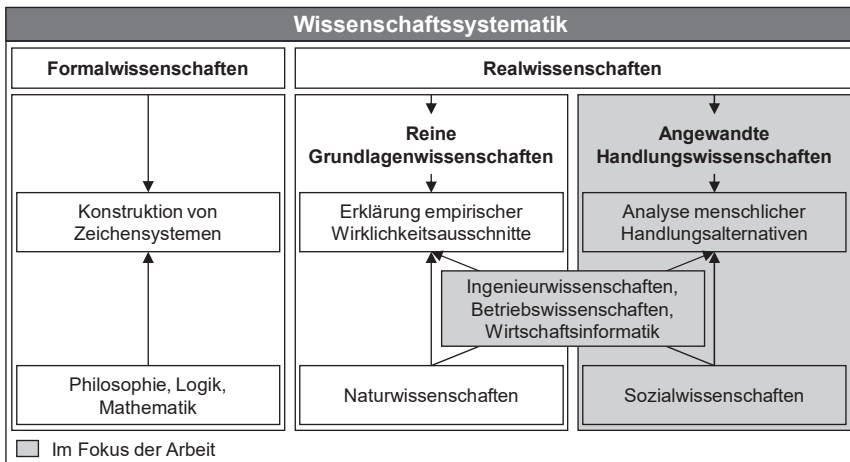 Wissenschaftssystematik
Formalwissenschaften
Realwissenschaften
Reine
Grundlagenwissenschaften
Angewandte
Handlungswissenschaften
Konstruktion von
Zeichensystemen
Erklärung empirischer
Wirklichkeitsausschnitte
Analyse menschlicher
Handlungsalternativen
Ingenieurwissenschaften,
Betriebswissenschaften,
Wirtschaftsinformatik
Philosophie, Logik,
Mathematik
Naturwissenschaften
Sozialwissenschaften
Im Fokus der Arbeit